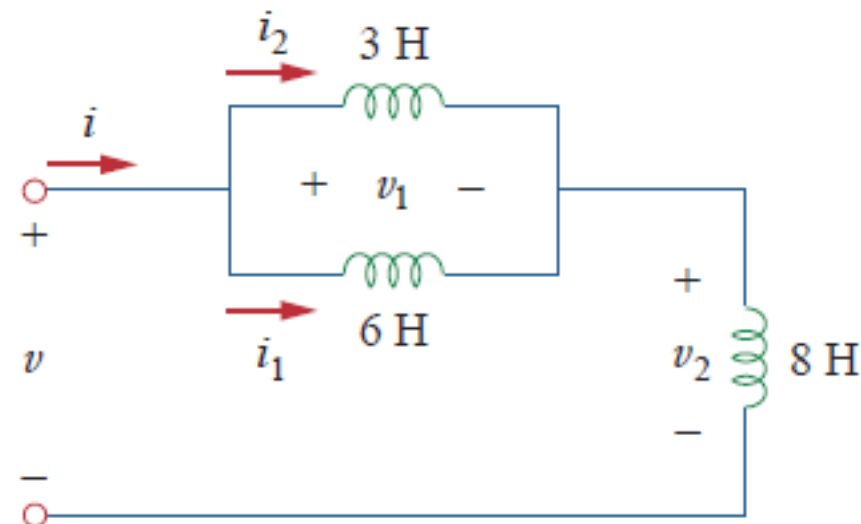 i₂ 3 H
i
+ v₁ −
+
+
i₁ 6 H
v v₂ 8 H
−
−